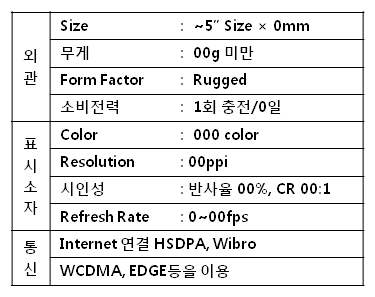 외관
Size : ~5″ Size × 0mm
무게 : 00g 미만
Form Factor : Rugged
소비전력 : 1회 충전/0일
표시소자
Color : 000 color
Resolution : 00ppi
시인성 : 반사율 00%, CR 00:1
Refresh Rate : 0~00fps
통신
Internet 연결 HSDPA, Wibro
WCDMA, EDGE등을 이용